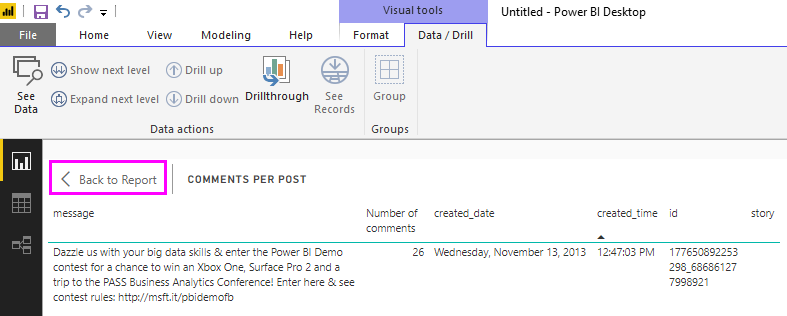 Visual tools
Untitled - Power BI Desktop
File Home View Modeling Help Format Data / Drill
See Data
Show next level
Expand next level
Drill up
Drill down
Drillthrough
See Records
Group
Data actions
Groups
Back to Report
COMMENTS PER POST
message Number of comments created_date created_time id story
Dazzle us with your big data skills & enter the Power BI Demo 26 Wednesday, November 13, 2013 12:47:03 PM 177650892253
contest for a chance to win an Xbox One, Surface Pro 2 and a 298_68686127
trip to the PASS Business Analytics Conference! Enter here & see 7998921
contest rules: http://msft.it/pbidemofb